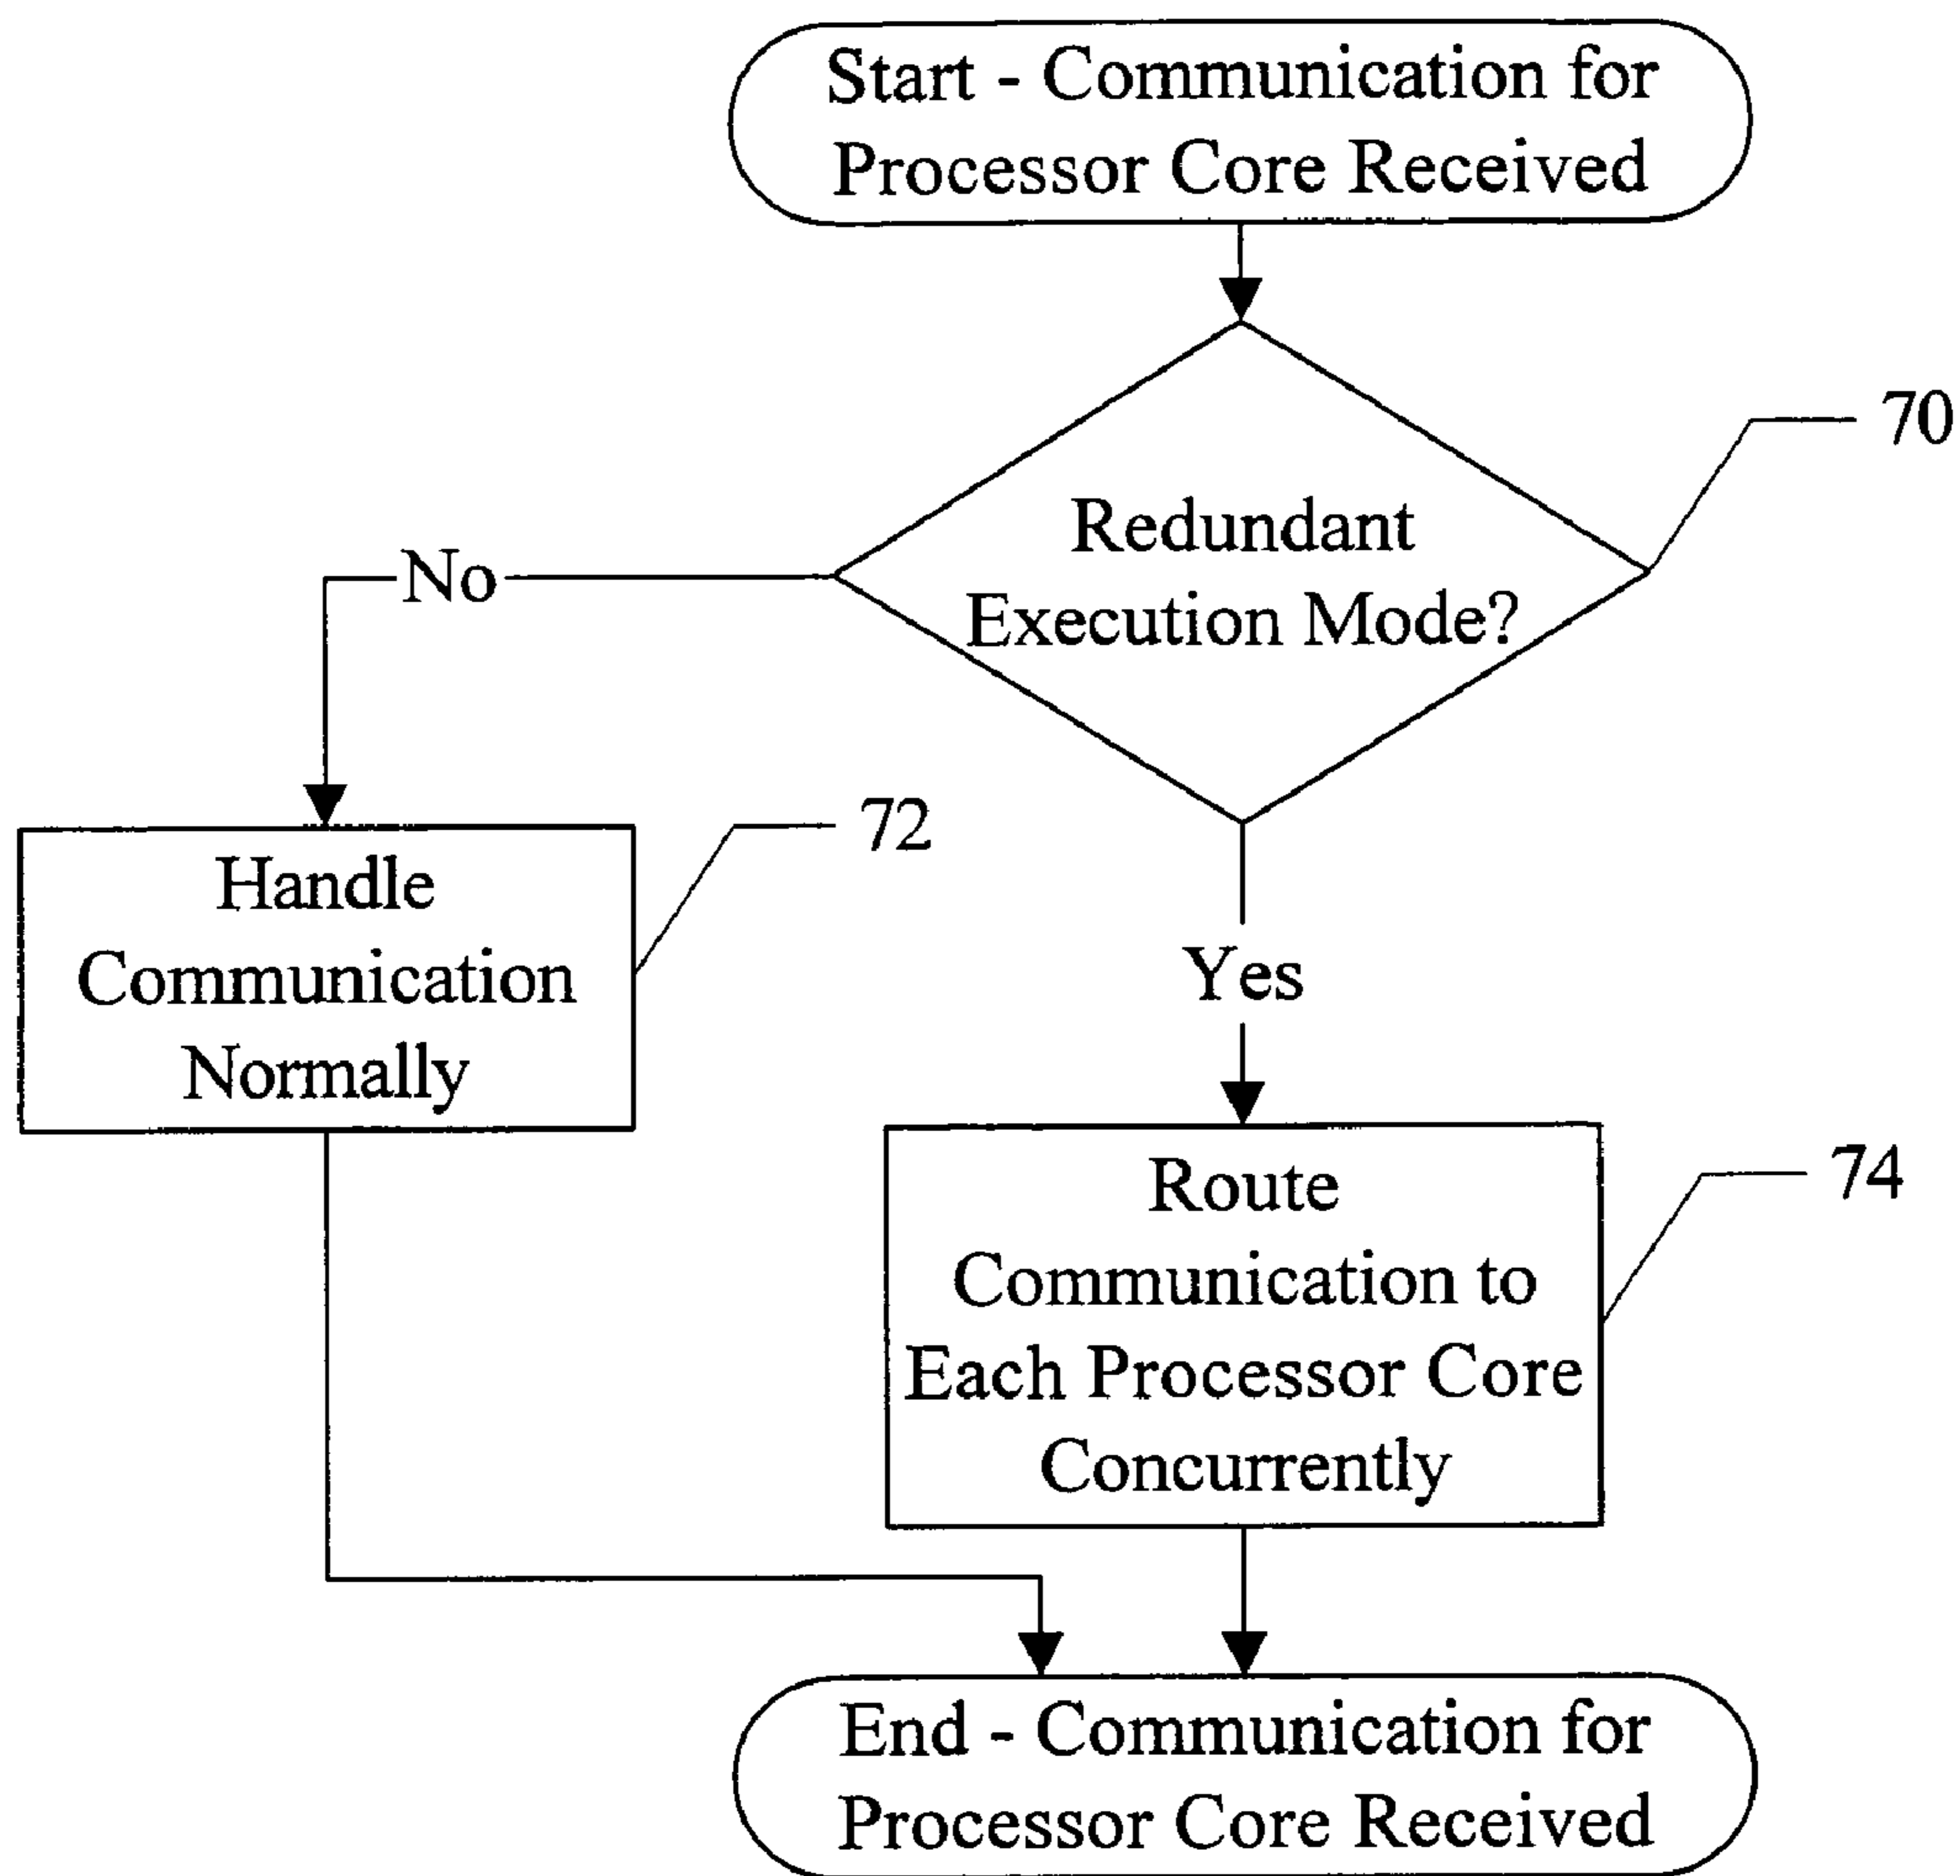 Start - Communication for
Processor Core Received
70
Redundant
Execution Mode?
No
72
Handle
Communication
Normally
Yes
74
Route
Communication to
Each Processor Core
Concurrently
End - Communication for
Processor Core Received